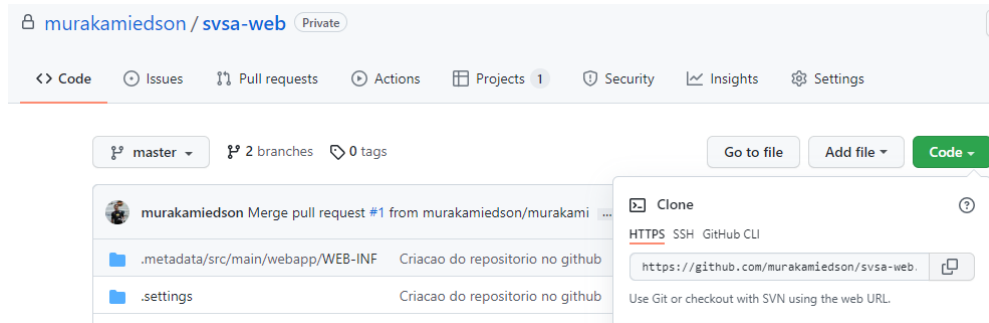 murakamiedson / svsa-web Private
<> Code Issues Pull requests Actions Projects 1 Security Insights Settings
master 2 branches 0 tags Go to file Add file Code
murakamiedson Merge pull request #1 from murakamiedson/murakami ...
.metadata/src/main/webapp/WEB-INF Criacao do repositorio no github
.settings Criacao do repositorio no github
Clone
HTTPS SSH GitHub CLI
https://github.com/murakamiedson/svsa-web.
Use Git or checkout with SVN using the web URL.